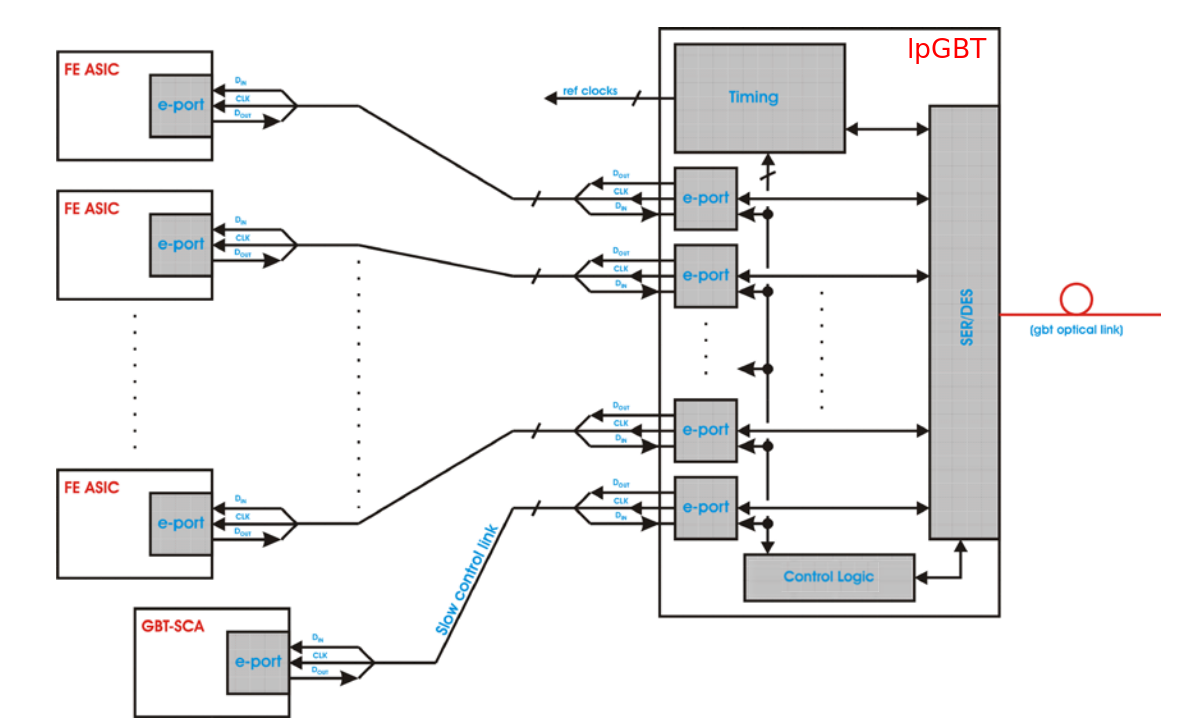 lpGBT
FE ASIC
e-port
DIN
CLK
DOUT
ref clocks
Timing
DOUT
CLK
DIN
e-port
FE ASIC
e-port
DIN
CLK
DOUT
DOUT
CLK
DIN
e-port
SER/DES
(gbt optical link)
DOUT
CLK
DIN
e-port
FE ASIC
e-port
DIN
CLK
DOUT
DOUT
CLK
DIN
e-port
Slow control link
Control Logic
GBT-SCA
e-port
DIN
CLK
DOUT